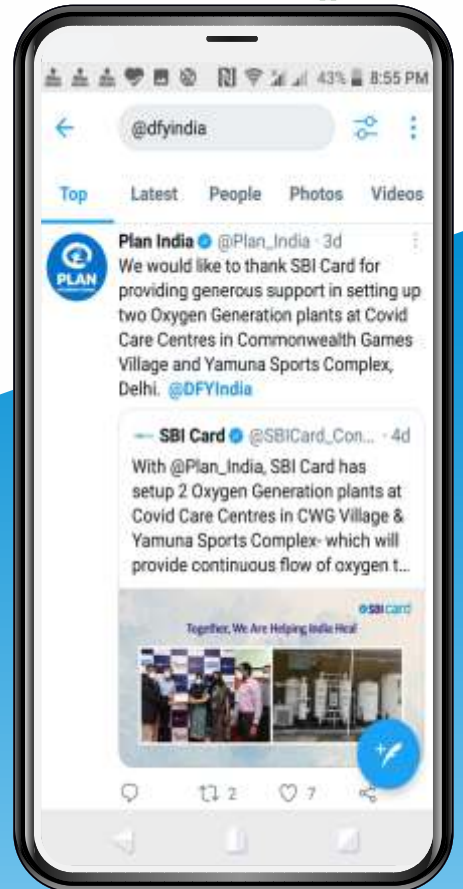 43% 8:55 PM
@dfyindia
Top Latest People Photos Videos
Plan India @Plan_India · 3d
PLAN
We would like to thank SBI Card for
providing generous support in setting up
two Oxygen Generation plants at Covid
Care Centres in Commonwealth Games
Village and Yamuna Sports Complex,
Delhi. @DFYIndia
SBI Card @SBICard_Con... · 4d
With @Plan_India, SBI Card has
setup 2 Oxygen Generation plants at
Covid Care Centres in CWG Village &
Yamuna Sports Complex- which will
provide continuous flow of oxygen t...
SBI card
Together, We Are Helping India Heal
2 7